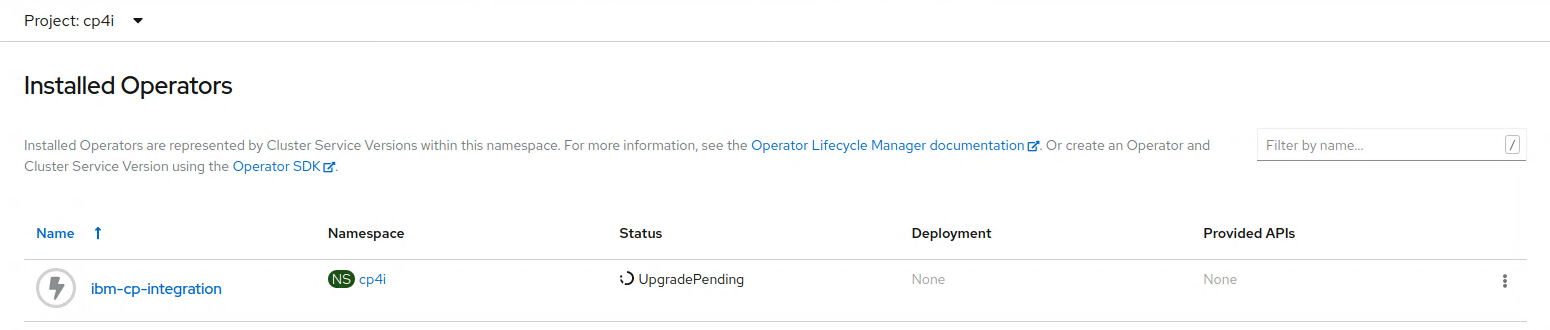 Project: cp4i
Installed Operators
Installed Operators are represented by Cluster Service Versions within this namespace. For more information, see the Operator Lifecycle Manager documentation. Or create an Operator and
Cluster Service Version using the Operator SDK.
Filter by name...
/
Name Namespace Status Deployment Provided APIs
ibm-cp-integration NS cp4i UpgradePending None None